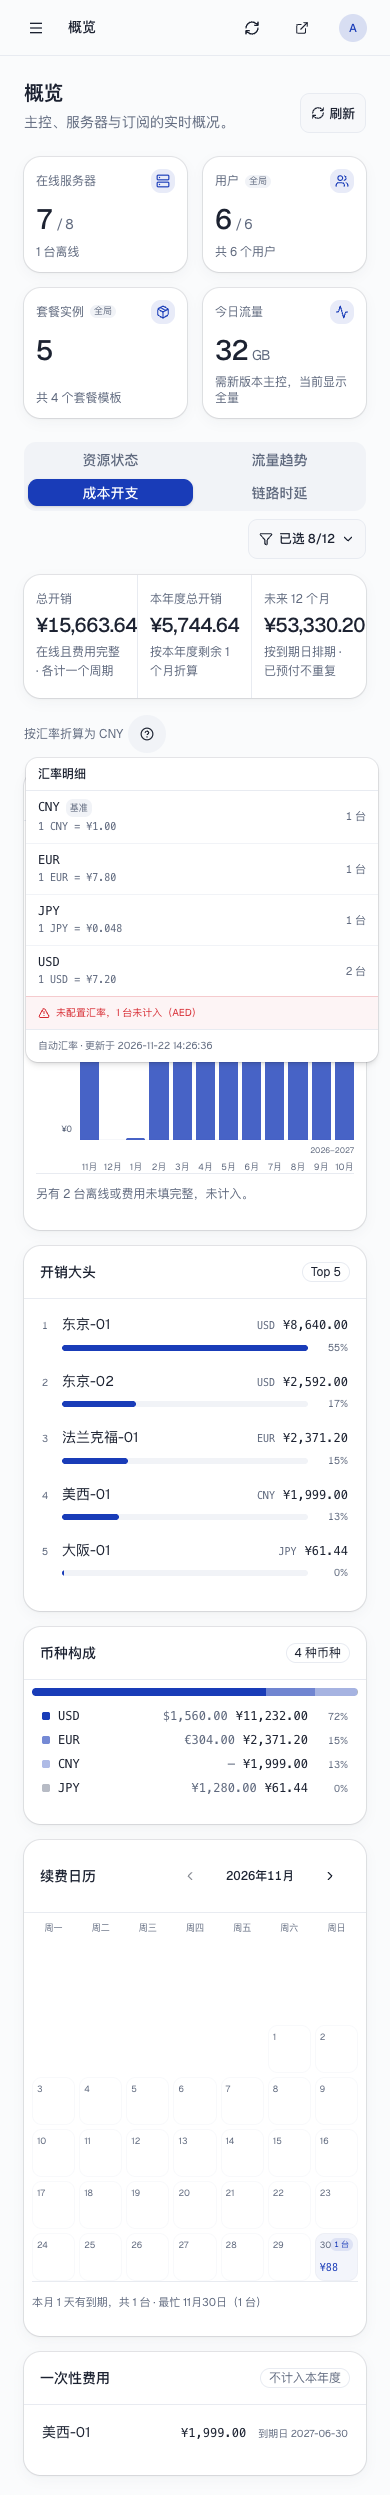 概览
A
概览
主控、服务器与订阅的实时概况。
刷新
在线服务器
7 / 8
1 台离线
用户 全局
6 / 6
共 6 个用户
套餐实例 全局
5
共 4 个套餐模板
今日流量
32 GB
需新版本主控，当前显示
全量
资源状态
流量趋势
成本开支
链路时延
已选 8/12
总开销
¥15,663.64
在线且费用完整
· 各计一个周期
本年度总开销
¥5,744.64
按本年度剩余 1
个月折算
未来 12 个月
¥53,330.20
按到期日排期 ·
已预付不重复
按汇率折算为 CNY
汇率明细
CNY 基准
1 CNY = ¥1.00
1 台
EUR
1 EUR = ¥7.80
1 台
JPY
1 JPY = ¥0.048
1 台
USD
1 USD = ¥7.20
2 台
未配置汇率，1 台未计入（AED）
自动汇率 · 更新于 2026-11-22 14:26:36
¥0
2026-2027
11月 12月 1月 2月 3月 4月 5月 6月 7月 8月 9月 10月
另有 2 台离线或费用未填完整，未计入。
开销大头
Top 5
1 东京-01 USD ¥8,640.00
55%
2 东京-02 USD ¥2,592.00
17%
3 法兰克福-01 EUR ¥2,371.20
15%
4 美西-01 CNY ¥1,999.00
13%
5 大阪-01 JPY ¥61.44
0%
币种构成
4 种币种
USD $1,560.00 ¥11,232.00 72%
EUR €304.00 ¥2,371.20 15%
CNY — ¥1,999.00 13%
JPY ¥1,280.00 ¥61.44 0%
续费日历
2026年11月
周一 周二 周三 周四 周五 周六 周日
1 2
3 4 5 6 7 8 9
10 11 12 13 14 15 16
17 18 19 20 21 22 23
24 25 26 27 28 29 30 1 台
¥88
本月 1 天有到期，共 1 台 · 最忙 11月30日（1 台）
一次性费用
不计入本年度
美西-01 ¥1,999.00 到期日 2027-06-30